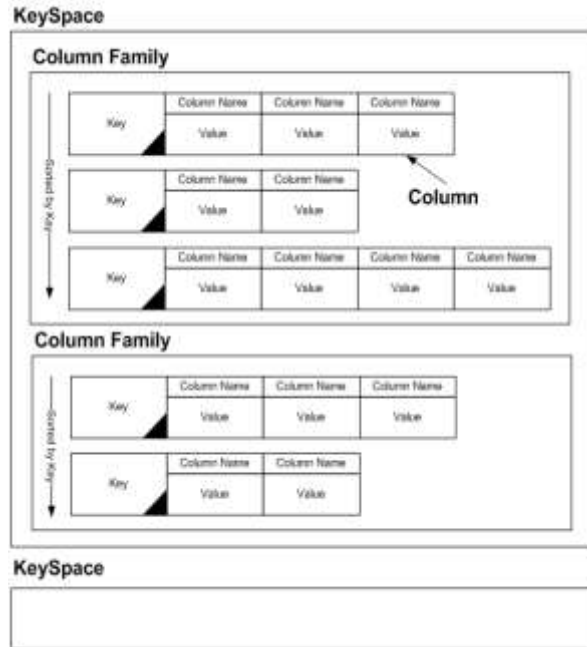 KeySpace
Column Family
Sorted by Key
Key
Column Name Column Name Column Name
Value Value Value
Column
Key
Column Name Column Name
Value Value
Key
Column Name Column Name Column Name Column Name
Value Value Value Value
Column Family
Sorted by Key
Key
Column Name Column Name Column Name
Value Value Value
Key
Column Name Column Name
Value Value
KeySpace